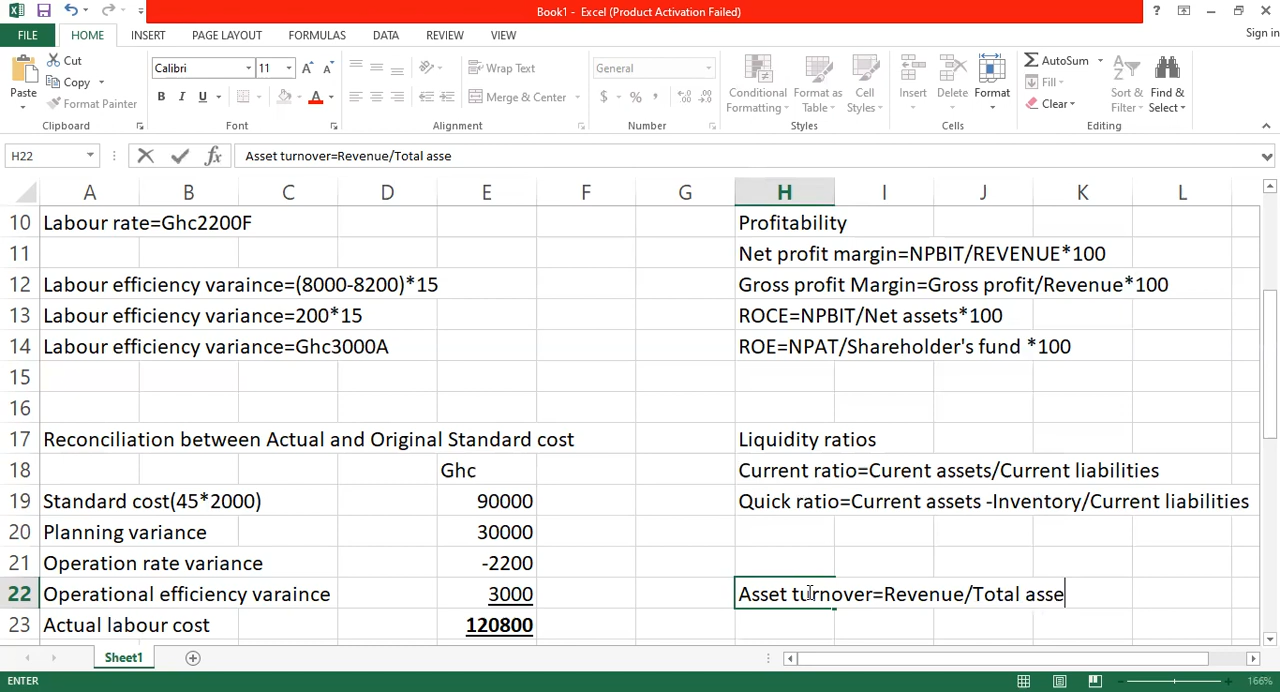 Book1 - Excel (Product Activation Failed)
FILE HOME INSERT PAGE LAYOUT FORMULAS DATA REVIEW VIEW Sign in
Paste Cut Copy Format Painter Clipboard
Calibri 11 B I U A Font
Wrap Text Merge & Center Alignment
General $ % , Number
Conditional Formatting Format as Table Cell Styles Styles
Insert Delete Format Cells
AutoSum Fill Clear Sort & Filter Find & Select Editing
H22 fx Asset turnover=Revenue/Total asse
A B C D E F G H I J K L
10 Labour rate=Ghc2200F Profitability
11 Net profit margin=NPBIT/REVENUE*100
12 Labour efficiency varaince=(8000-8200)*15 Gross profit Margin=Gross profit/Revenue*100
13 Labour efficiency variance=200*15 ROCE=NPBIT/Net assets*100
14 Labour efficiency variance=Ghc3000A ROE=NPAT/Shareholder's fund *100
15
16
17 Reconciliation between Actual and Original Standard cost Liquidity ratios
18 Ghc Current ratio=Curent assets/Current liabilities
19 Standard cost(45*2000) 90000 Quick ratio=Current assets -Inventory/Current liabilities
20 Planning variance 30000
21 Operation rate variance -2200
22 Operational efficiency varaince 3000 Asset turnover=Revenue/Total asse
23 Actual labour cost 120800
Sheet1
ENTER 166%